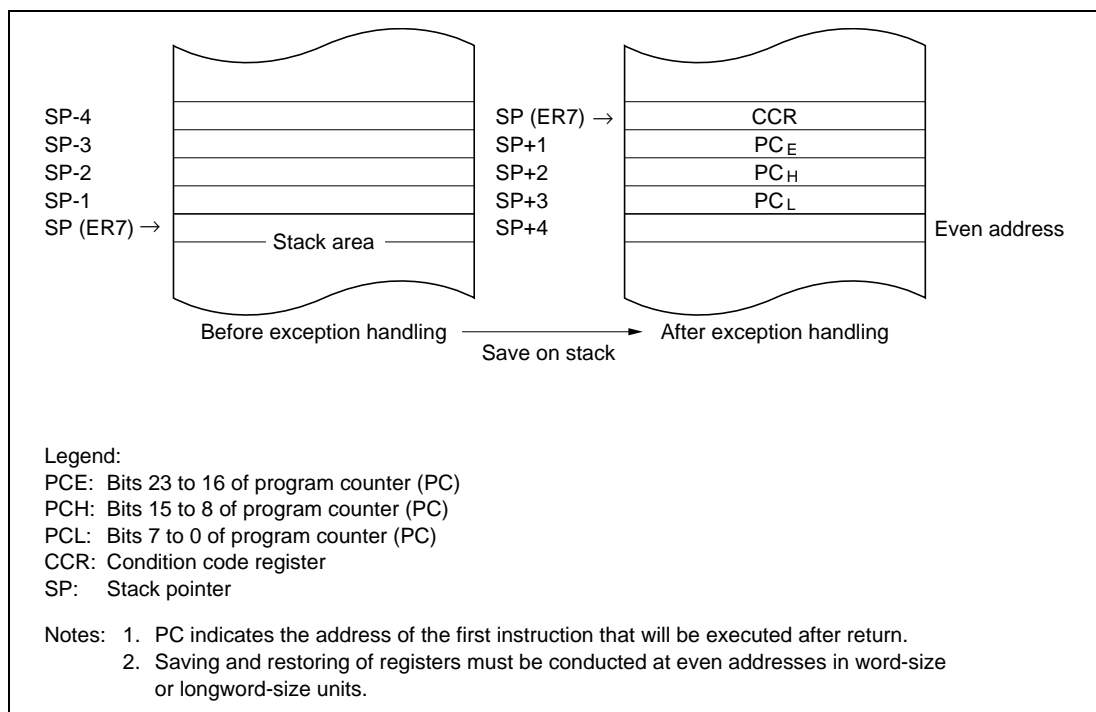 SP-4
SP-3
SP-2
SP-1
SP (ER7) →
Stack area
SP (ER7) → CCR
SP+1 PC E
SP+2 PC H
SP+3 PC L
SP+4
Even address
Before exception handling
Save on stack
After exception handling
Legend:
PCE: Bits 23 to 16 of program counter (PC)
PCH: Bits 15 to 8 of program counter (PC)
PCL: Bits 7 to 0 of program counter (PC)
CCR: Condition code register
SP: Stack pointer
Notes: 1. PC indicates the address of the first instruction that will be executed after return.
2. Saving and restoring of registers must be conducted at even addresses in word-size
or longword-size units.